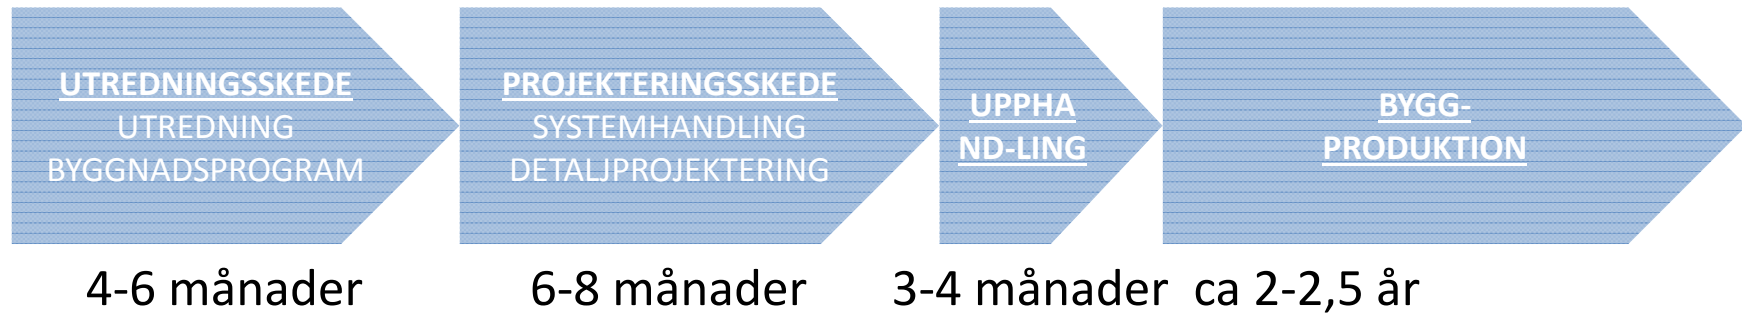 UTREDNINGSSKEDE
UTREDNING
BYGGNADSPROGRAM
PROJEKTERINGSSKEDE
SYSTEMHANDLING
DETALJPROJEKTERING
UPPHA
ND-LING
BYGG-
PRODUKTION
4-6 månader
6-8 månader
3-4 månader
ca 2-2,5 år